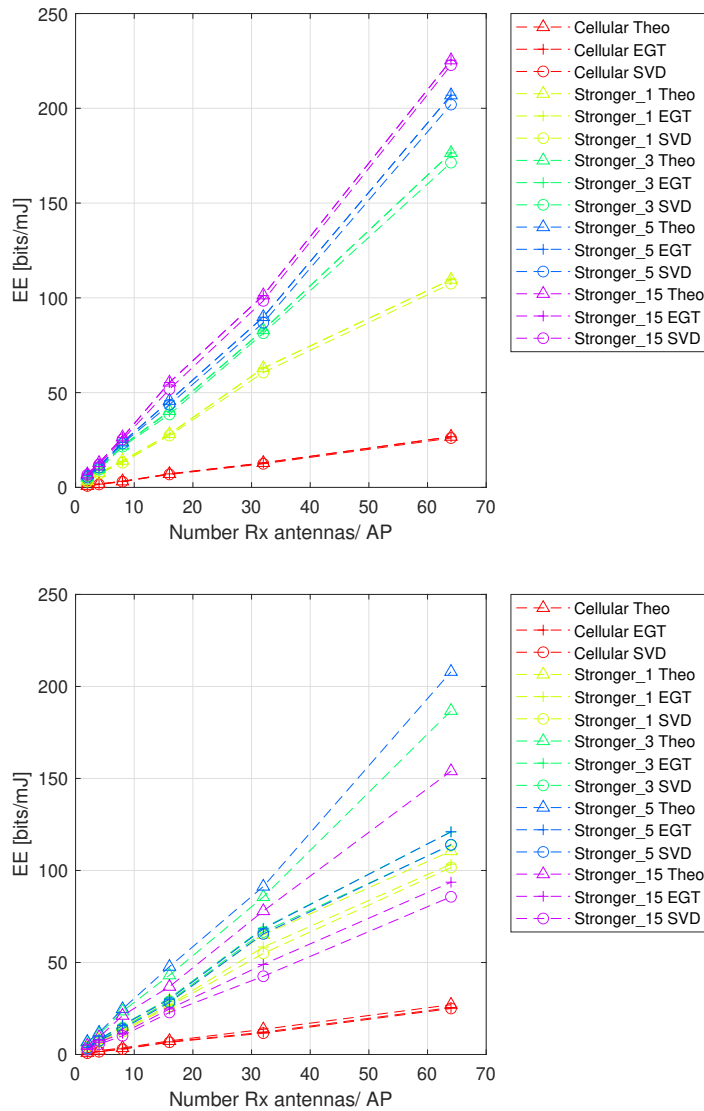 250
200
150
100
50
0
EE [bits/mJ]
0 10 20 30 40 50 60 70
Number Rx antennas/ AP
Cellular Theo
Cellular EGT
Cellular SVD
Stronger_1 Theo
Stronger_1 EGT
Stronger_1 SVD
Stronger_3 Theo
Stronger_3 EGT
Stronger_3 SVD
Stronger_5 Theo
Stronger_5 EGT
Stronger_5 SVD
Stronger_15 Theo
Stronger_15 EGT
Stronger_15 SVD
250
200
150
100
50
0
EE [bits/mJ]
0 10 20 30 40 50 60 70
Number Rx antennas/ AP
Cellular Theo
Cellular EGT
Cellular SVD
Stronger_1 Theo
Stronger_1 EGT
Stronger_1 SVD
Stronger_3 Theo
Stronger_3 EGT
Stronger_3 SVD
Stronger_5 Theo
Stronger_5 EGT
Stronger_5 SVD
Stronger_15 Theo
Stronger_15 EGT
Stronger_15 SVD